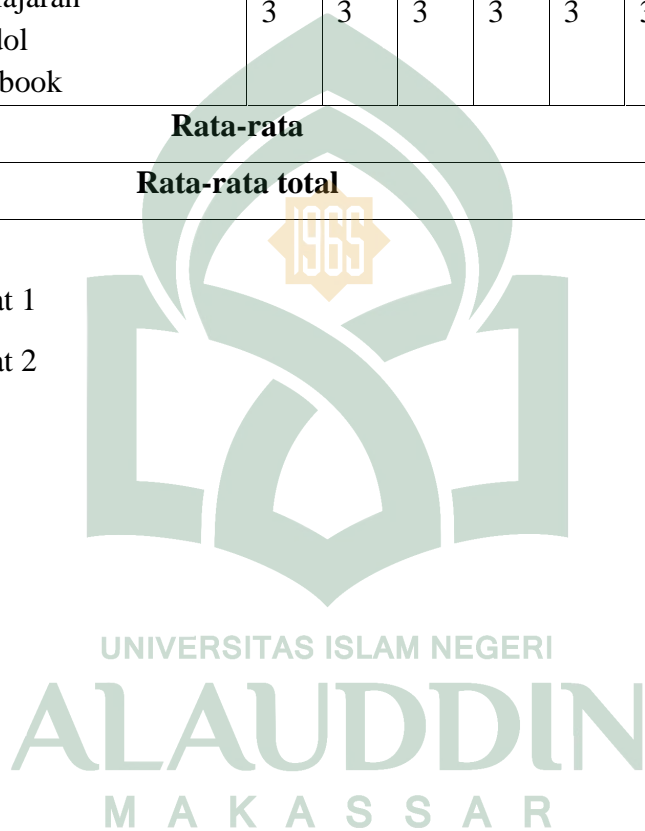 3 3 3 3 3
dol
book
Rata-rata
Rata-rata total
1965
at 1
at 2
UNIVERSITAS ISLAM NEGERI
ALAUDDIN
MAKASSAR